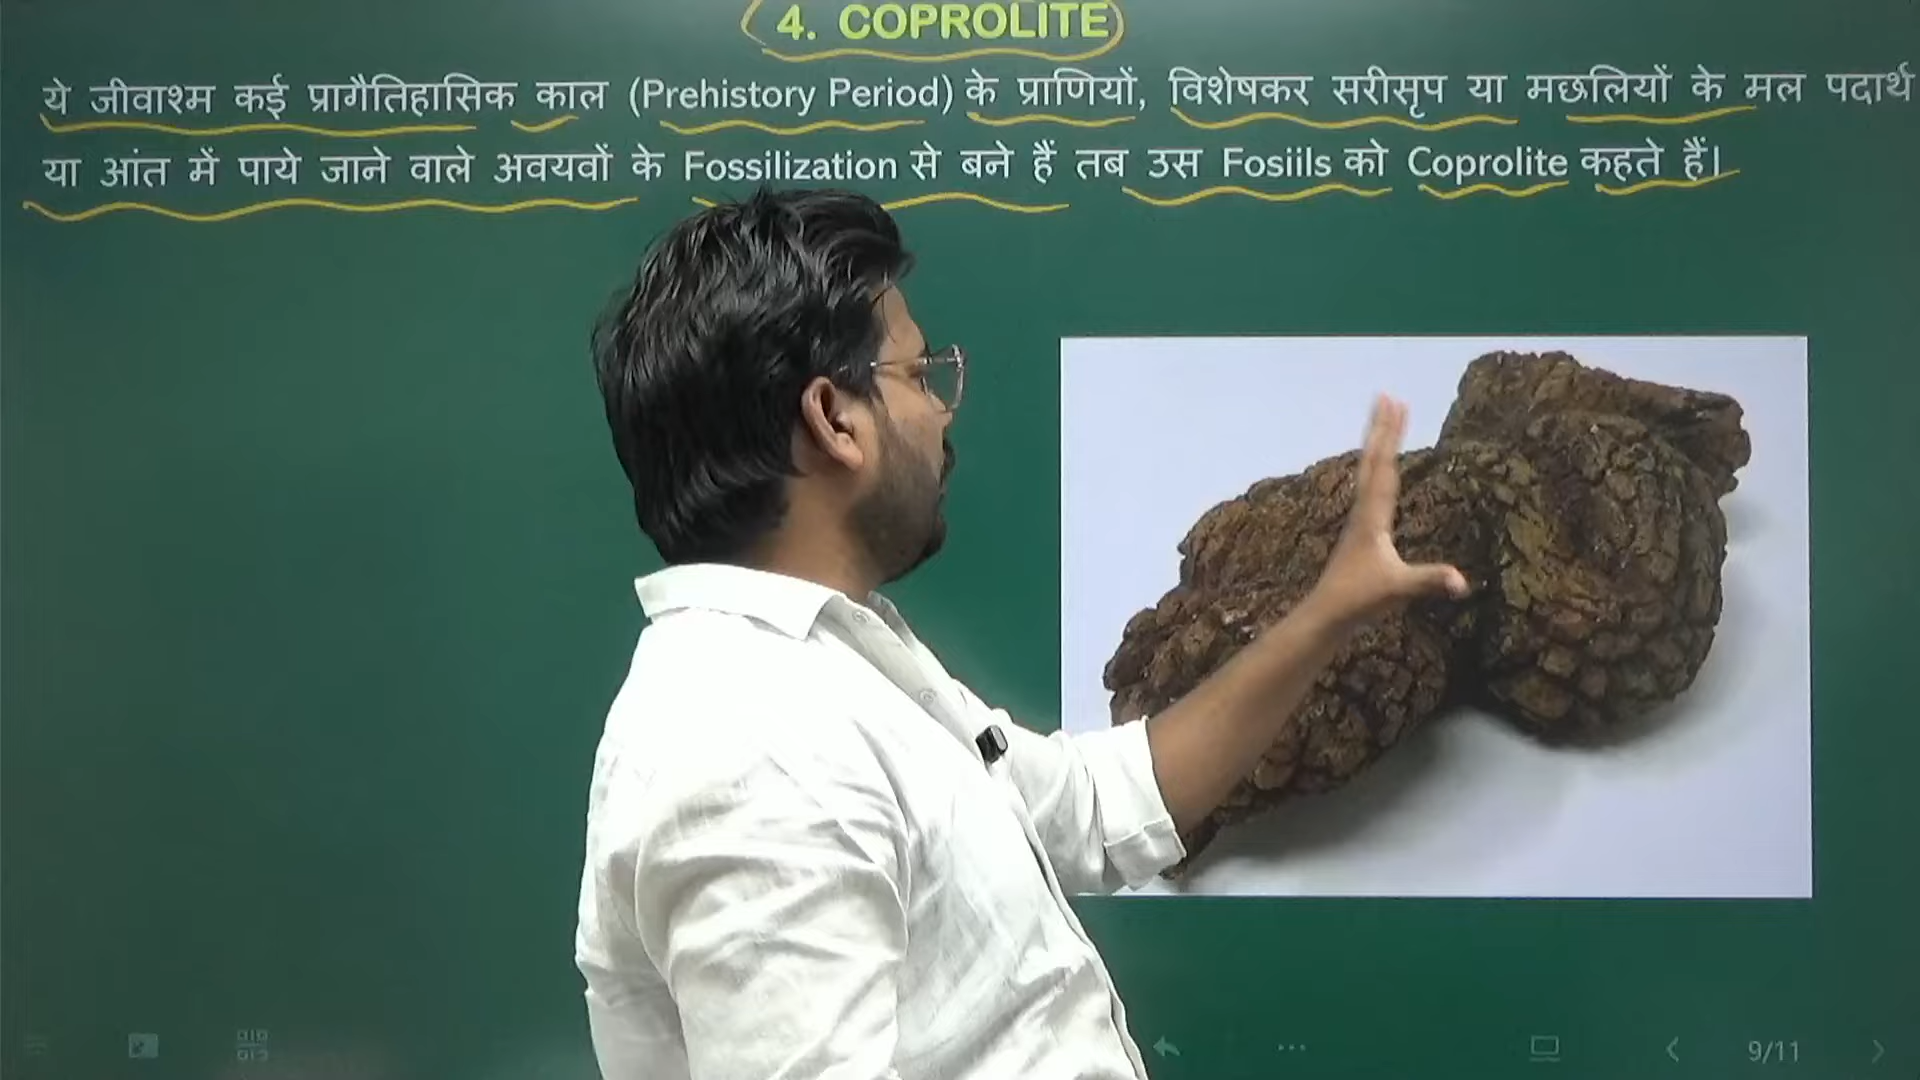 4. COPROLITE
ये जीवाश्म कई प्रागैतिहासिक काल (Prehistory Period) के प्राणियों, विशेषकर सरीसृप या मछलियों के मल पदार्थ
या आंत में पाये जाने वाले अवयवों के Fossilization से बने हैं तब उस Fosiils को Coprolite कहते हैं।
9/11